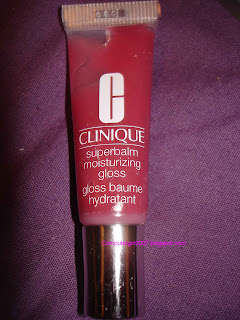 C
CLINIQUE
superbalm
moisturizing
gloss
gloss baume
hydratant